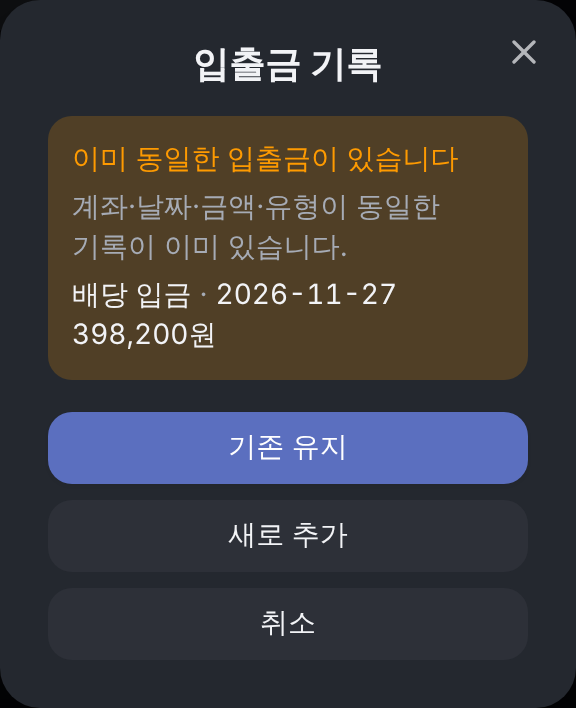 입출금 기록
이미 동일한 입출금이 있습니다
계좌·날짜·금액·유형이 동일한
기록이 이미 있습니다.
배당 입금 · 2026-11-27
398,200원
기존 유지
새로 추가
취소